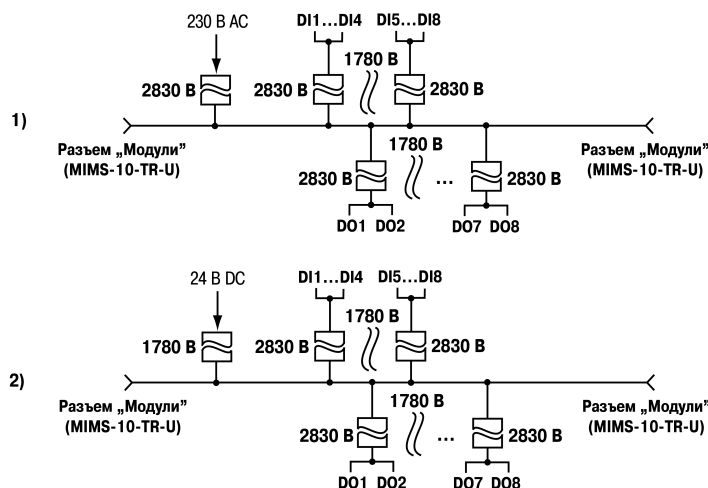 230 В AC
DI1...DI4
DI5...DI8
1780 В
2830 В
2830 В
2830 В
1)
Разъем „Модули”
(MIMS-10-TR-U)
1780 В
Разъем „Модули”
(MIMS-10-TR-U)
2830 В
...
2830 В
DO1 DO2
DO7 DO8
24 В DC
DI1...DI4
DI5...DI8
1780 В
1780 В
2830 В
2830 В
2)
Разъем „Модули”
(MIMS-10-TR-U)
1780 В
Разъем „Модули”
(MIMS-10-TR-U)
2830 В
...
2830 В
DO1 DO2
DO7 DO8